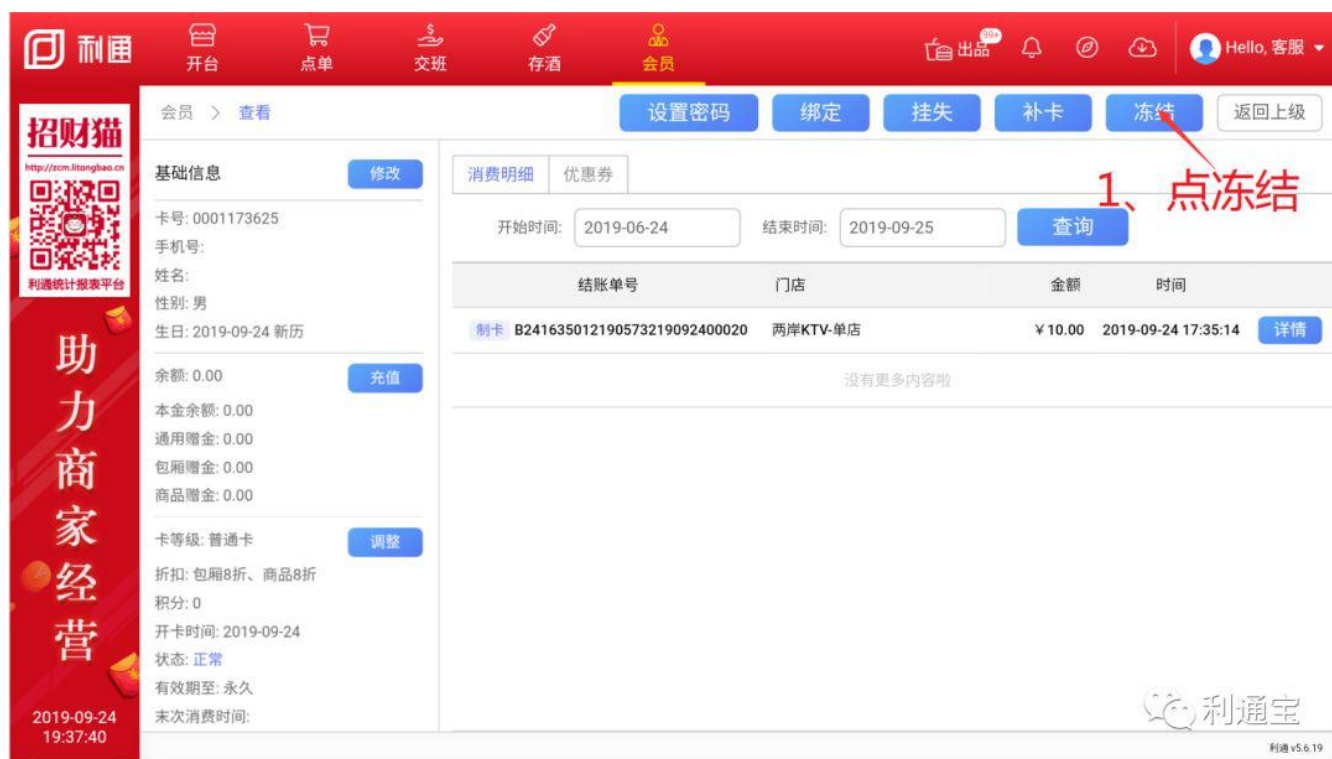 利通
开台
点单
交班
存酒
会员
出品
99+
Hello, 客服
招财猫
http://zcm.litongbao.cn
利通统计报表平台
助力商家经营
2019-09-24
19:37:40
会员 > 查看
设置密码
绑定
挂失
补卡
冻结
返回上级
1、点冻结
基础信息
修改
卡号: 0001173625
手机号:
姓名:
性别: 男
生日: 2019-09-24 新历
余额: 0.00
充值
本金余额: 0.00
通用赠金: 0.00
包厢赠金: 0.00
商品赠金: 0.00
卡等级: 普通卡
调整
折扣: 包厢8折、商品8折
积分: 0
开卡时间: 2019-09-24
状态: 正常
有效期至: 永久
末次消费时间:
消费明细
优惠券
开始时间: 2019-06-24
结束时间: 2019-09-25
查询
结账单号 门店 金额 时间
制卡 B241635012190573219092400020 两岸KTV-单店 ￥10.00 2019-09-24 17:35:14 详情
没有更多内容啦
利通宝
利通 v5.6.19